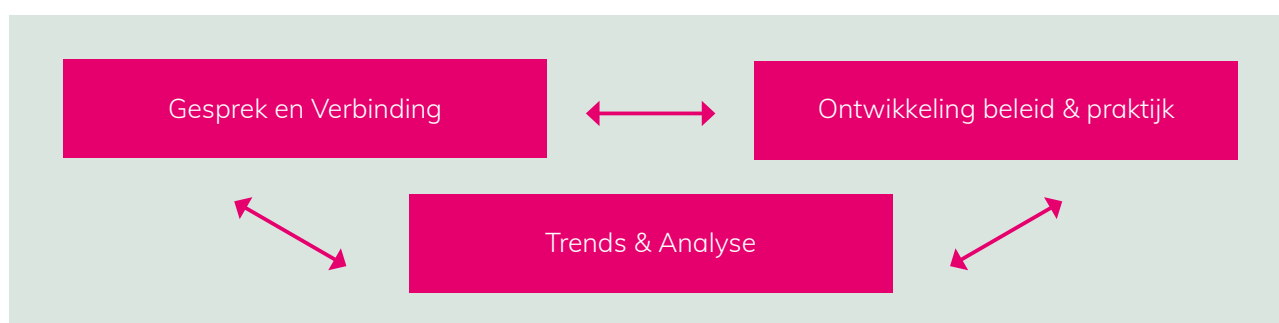 Gesprek en Verbinding
Ontwikkeling beleid & praktijk
Trends & Analyse